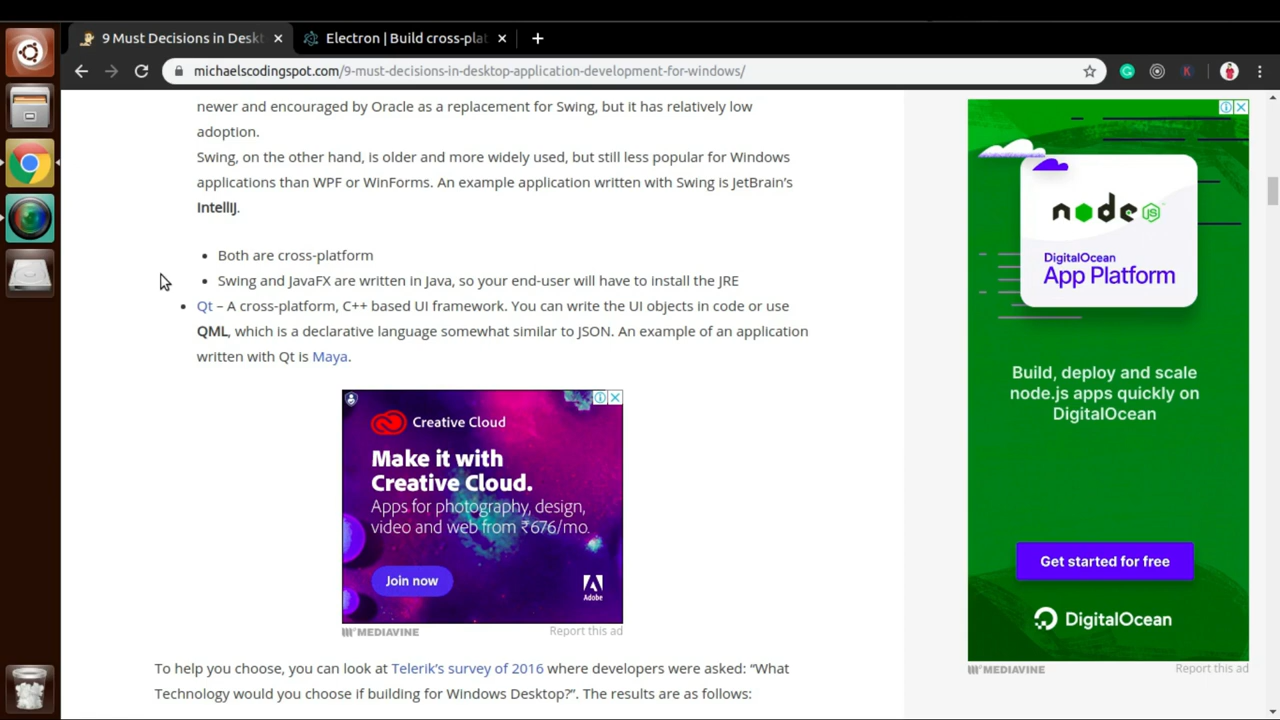 9 Must Decisions in Deskt
Electron | Build cross-plat
michaelscodingspot.com/9-must-decisions-in-desktop-application-development-for-windows/
newer and encouraged by Oracle as a replacement for Swing, but it has relatively low
adoption.
Swing, on the other hand, is older and more widely used, but still less popular for Windows
applications than WPF or WinForms. An example application written with Swing is JetBrain's
IntellIJ.
• Both are cross-platform
• Swing and JavaFX are written in Java, so your end-user will have to install the JRE
• Qt – A cross-platform, C++ based UI framework. You can write the UI objects in code or use
QML, which is a declarative language somewhat similar to JSON. An example of an application
written with Qt is Maya.
Creative Cloud
Make it with
Creative Cloud.
Apps for photography, design,
video and web from ₹676/mo.
Join now
Adobe
MEDIAVINE
Report this ad
To help you choose, you can look at Telerik's survey of 2016 where developers were asked: “What
Technology would you choose if building for Windows Desktop?”. The results are as follows:
node JS
DigitalOcean
App Platform
Build, deploy and scale
node.js apps quickly on
DigitalOcean
Get started for free
DigitalOcean
MEDIAVINE
Report this ad